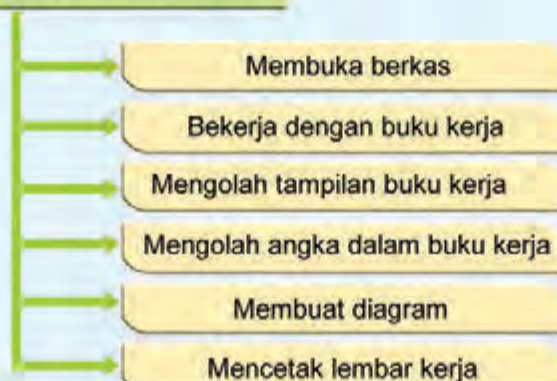 Membuka berkas
Bekerja dengan buku kerja
Mengolah tampilan buku kerja
Mengolah angka dalam buku kerja
Membuat diagram
Mencetak lembar kerja